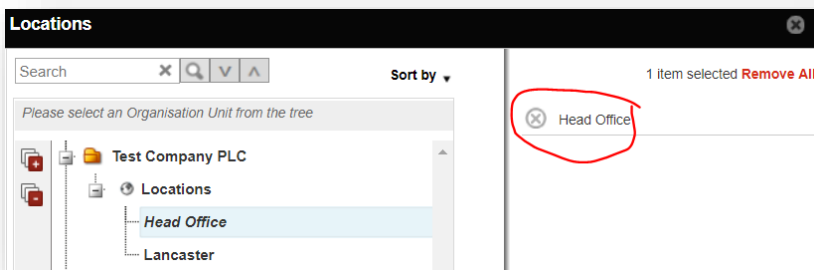 Locations
Search
Sort by
1 item selected Remove All
Please select an Organisation Unit from the tree
Head Office
Test Company PLC
Locations
Head Office
Lancaster